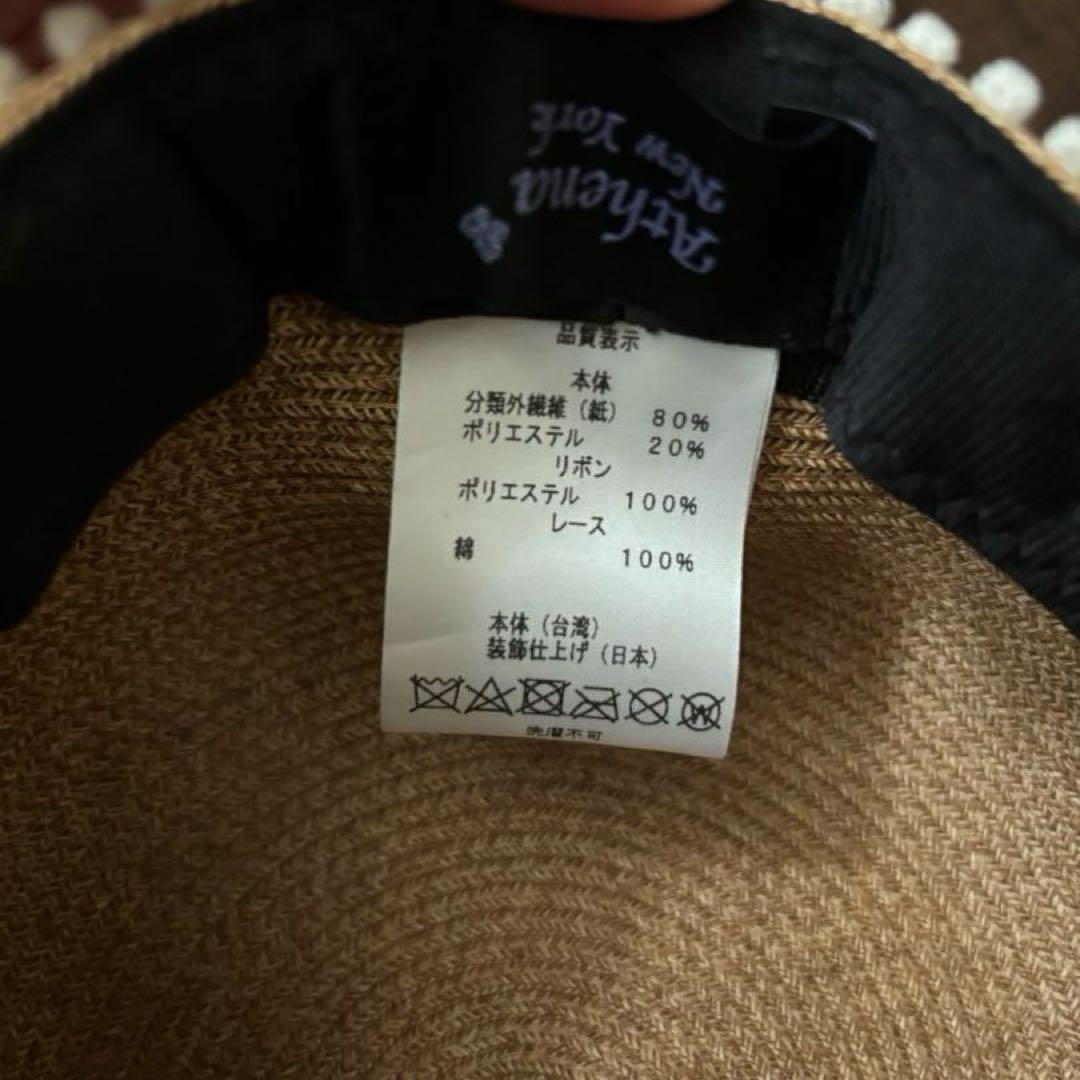 Athena
New York
品質表示
本体
分類外繊維（紙） 80%
ポリエステル 20%
リボン
ポリエステル 100%
レース
綿 100%
本体（台湾）
装飾仕上げ（日本）
W
洗濯不可